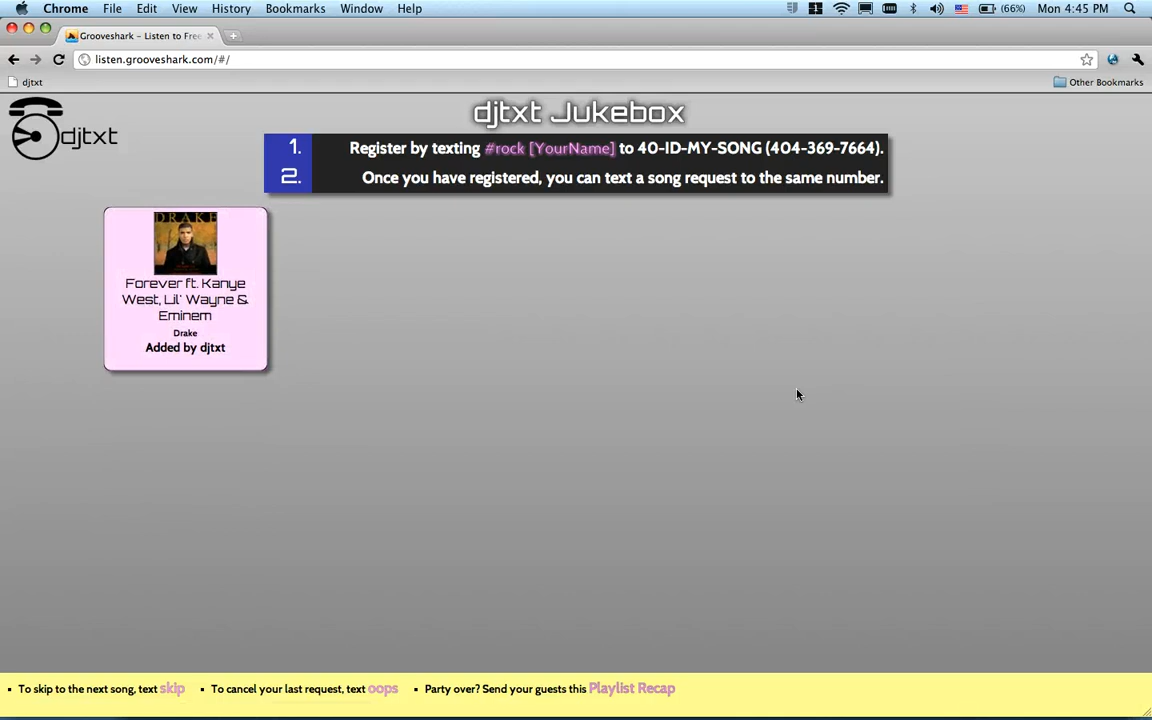 Chrome File Edit View History Bookmarks Window Help (66%) Mon 4:45 PM
Grooveshark – Listen to Free
listen.grooveshark.com/#/
djtxt Other Bookmarks
djtxt
djtxt Jukebox
1. Register by texting #rock [YourName] to 40-ID-MY-SONG (404-369-7664).
2. Once you have registered, you can text a song request to the same number.
DRAKE
Forever ft. Kanye
West, Lil' Wayne &
Eminem
Drake
Added by djtxt
To skip to the next song, text skip To cancel your last request, text oops Party over? Send your guests this Playlist Recap